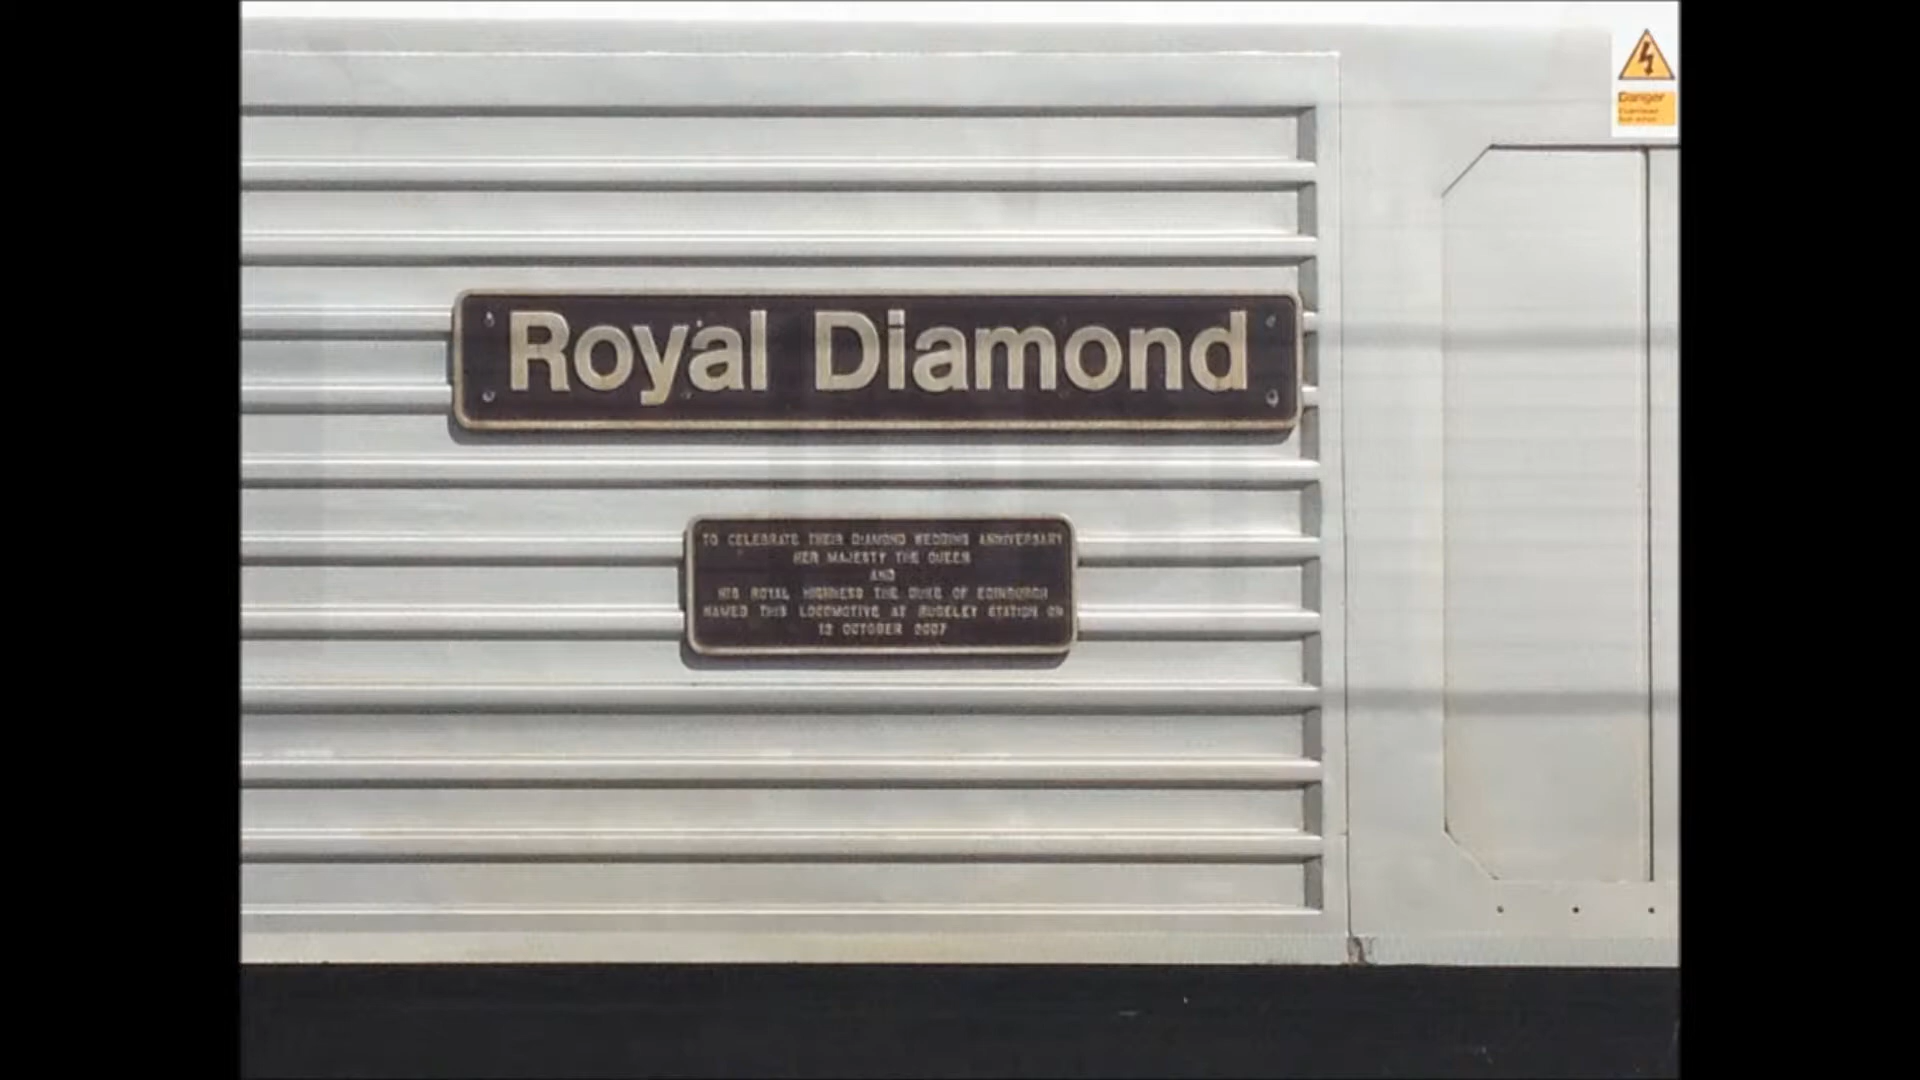 Royal Diamond
TO CELEBRATE THEIR DIAMOND WEDDING ANNIVERSARY
HER MAJESTY THE QUEEN
AND
HIS ROYAL HIGHNESS THE DUKE OF EDINBURGH
NAMED THIS LOCOMOTIVE AT RUGELEY STATION ON
12 OCTOBER 2007
Danger